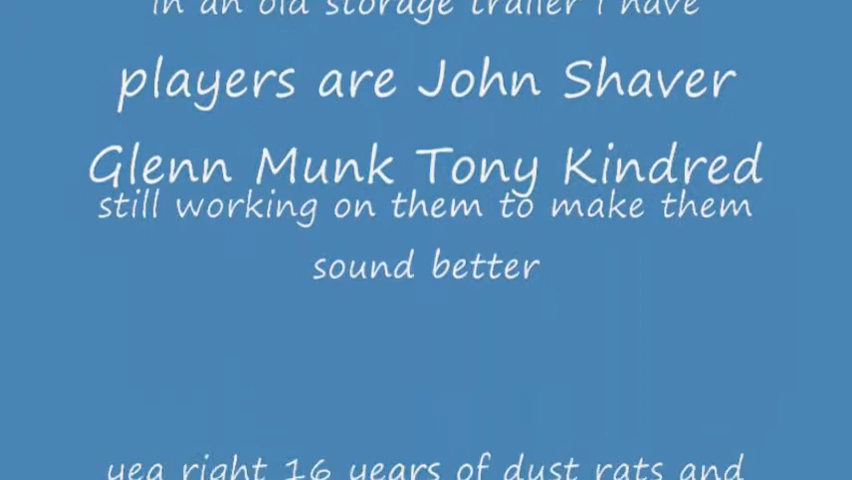 in an old storage trailer i have
players are John Shaver
Glenn Munk Tony Kindred
still working on them to make them
sound better
yea right 16 years of dust rats and